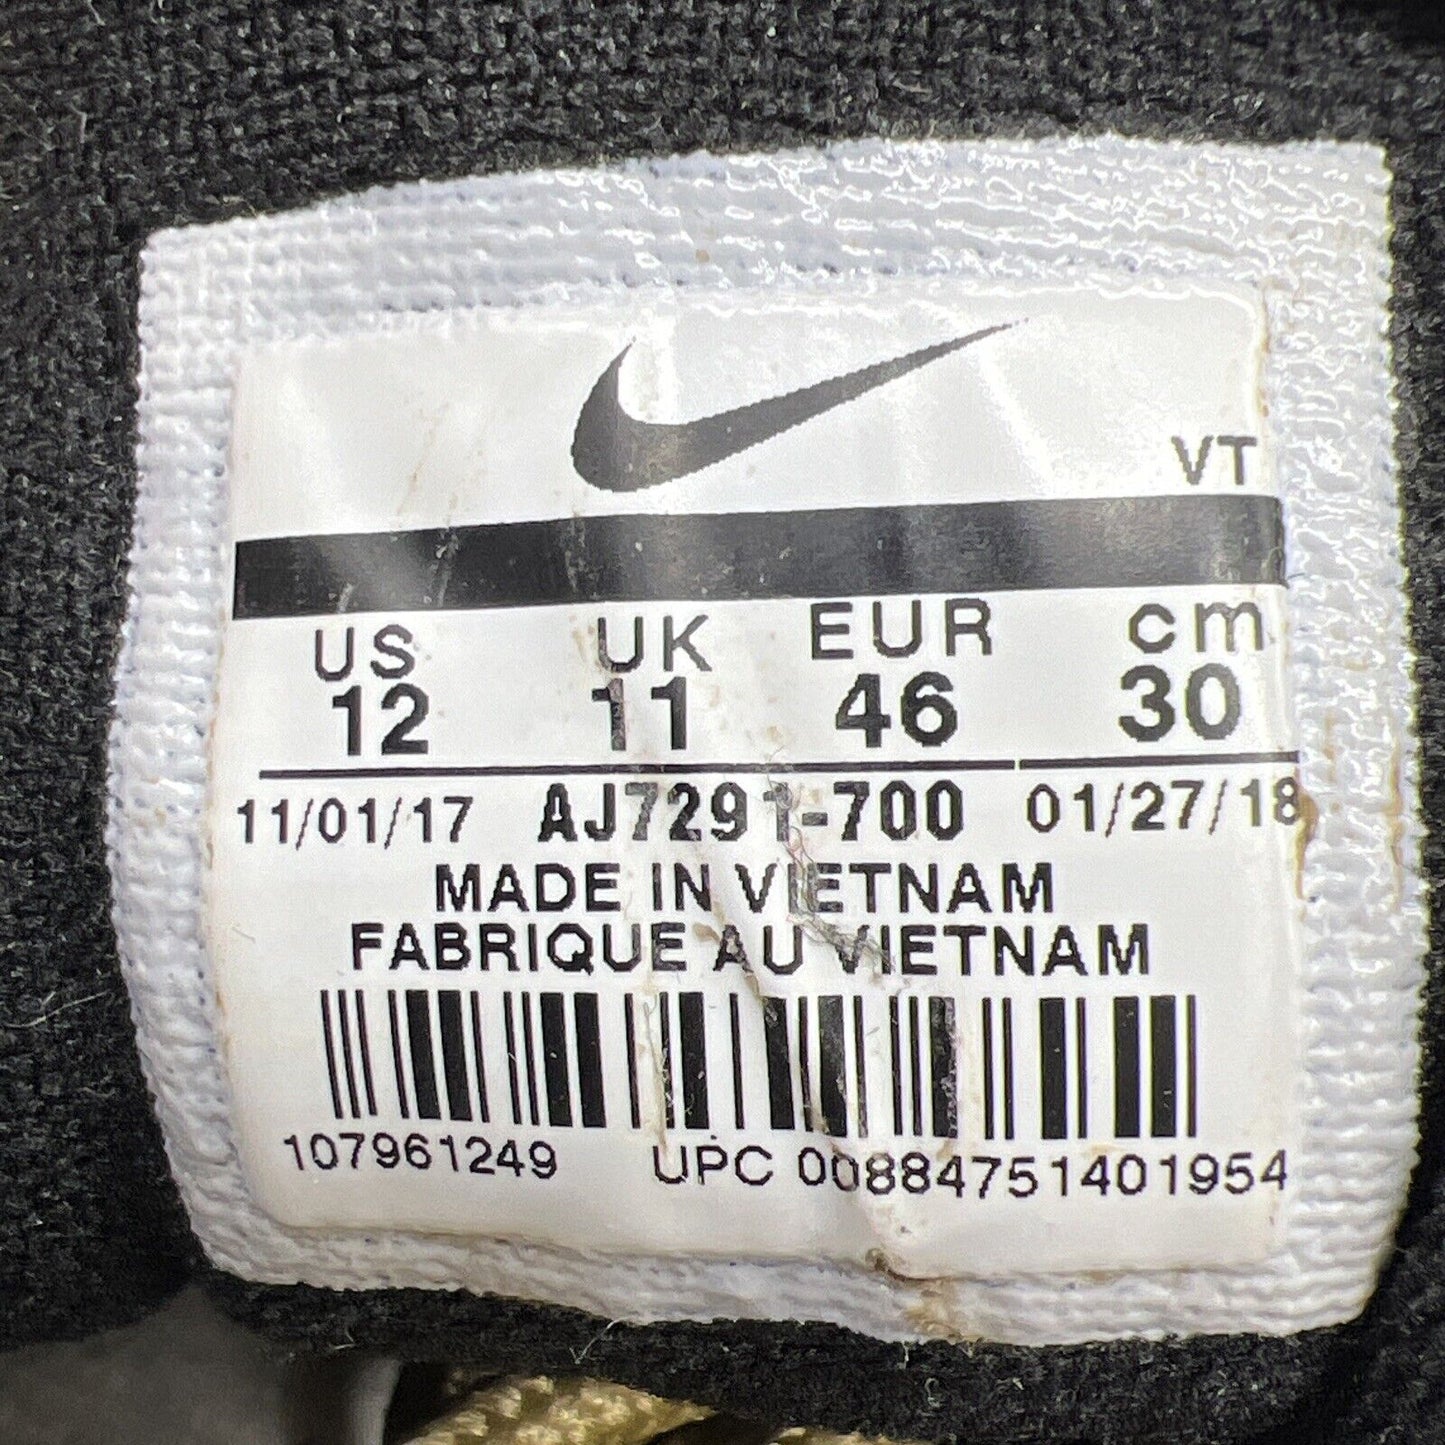 VT
US UK EUR cm
12 11 46 30
11/01/17 AJ7291-700 01/27/18
MADE IN VIETNAM
FABRIQUE AU VIETNAM
107961249 UPC 00884751401954